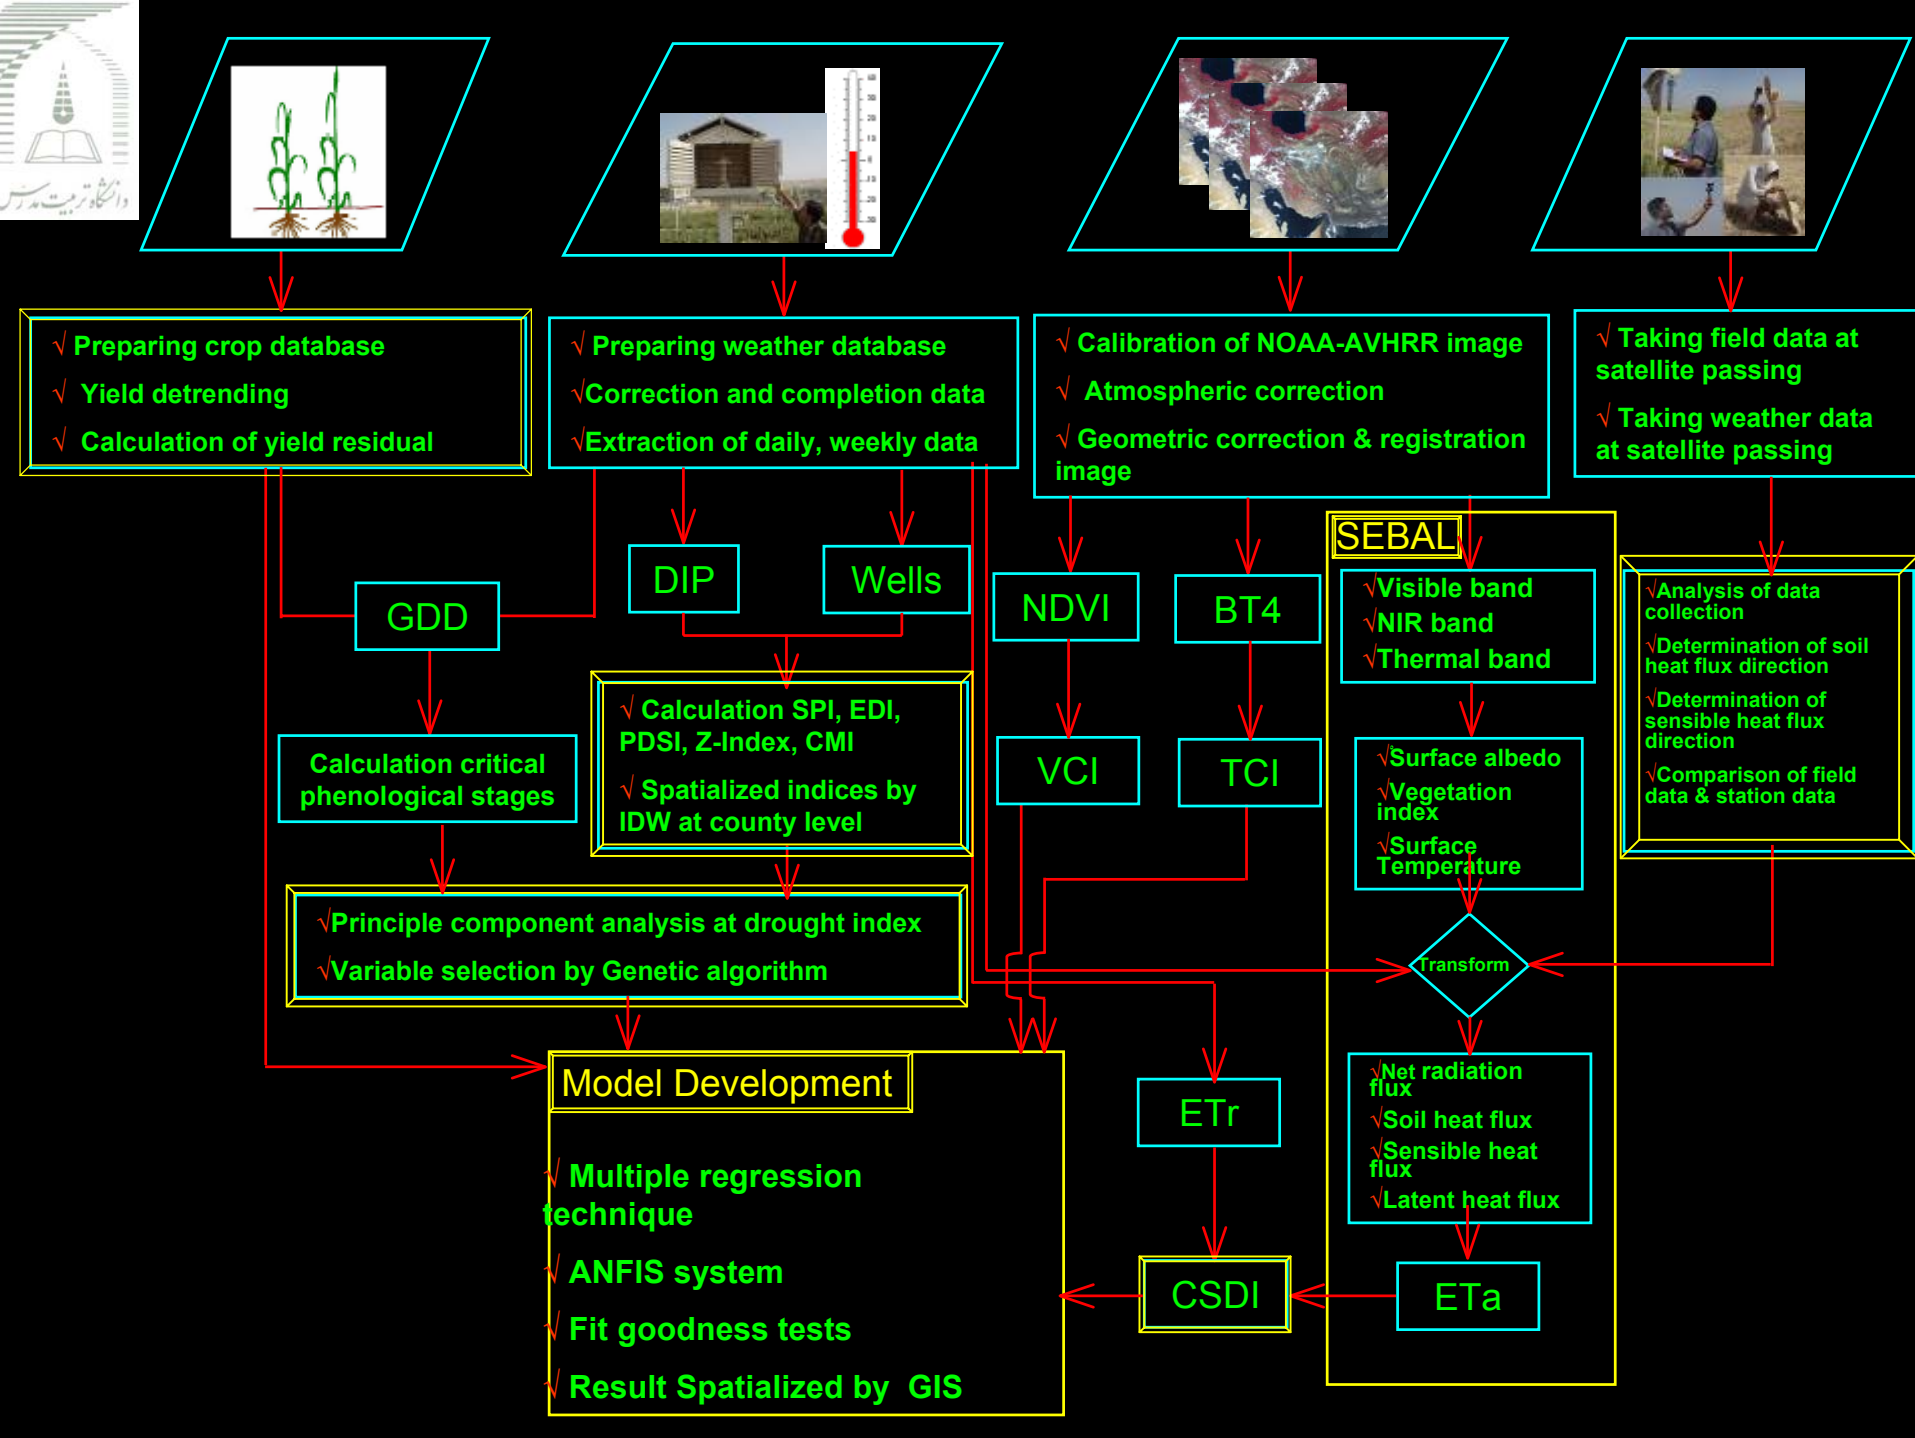 دانشگاه تربیت مدرس
√ Preparing crop database
√ Yield detrending
√ Calculation of yield residual
√ Preparing weather database
√Correction and completion data
√Extraction of daily, weekly data
√ Calibration of NOAA-AVHRR image
√ Atmospheric correction
√ Geometric correction & registration
image
√ Taking field data at
satellite passing
√ Taking weather data
at satellite passing
GDD
DIP
Wells
NDVI
BT4
SEBAL
√Visible band
√NIR band
√Thermal band
√Analysis of data
collection
√Determination of soil
heat flux direction
√Determination of
sensible heat flux
direction
√Comparison of field
data & station data
Calculation critical
phenological stages
√ Calculation SPI, EDI,
PDSI, Z-Index, CMI
√ Spatialized indices by
IDW at county level
VCI
TCI
√Surface albedo
√Vegetation
index
√Surface
Temperature
√Principle component analysis at drought index
√Variable selection by Genetic algorithm
Transform
Model Development
√ Multiple regression
technique
√ ANFIS system
√ Fit goodness tests
√ Result Spatialized by GIS
ETr
CSDI
√Net radiation
flux
√Soil heat flux
√Sensible heat
flux
√Latent heat flux
ETa